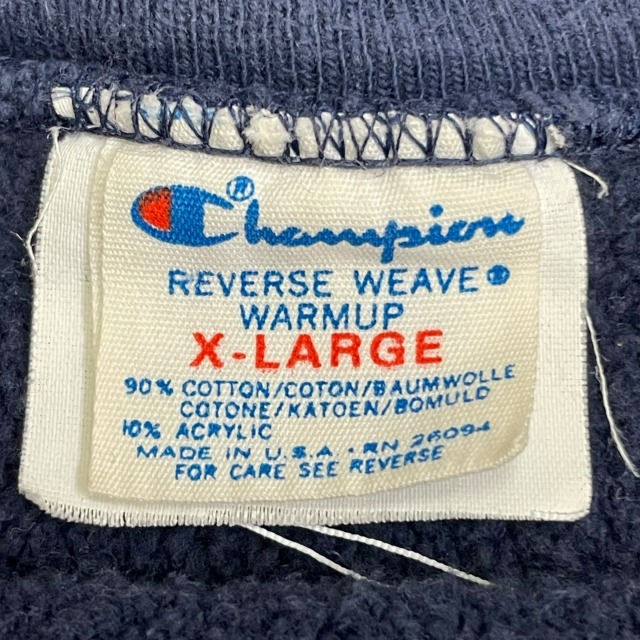 Champion®
REVERSE WEAVE®
WARMUP
X-LARGE
90% COTTON/COTON/BAUMWOLLE
COTONE/KATOEN/BOMULD
10% ACRYLIC
MADE IN U.S.A. · RN 26094
FOR CARE SEE REVERSE